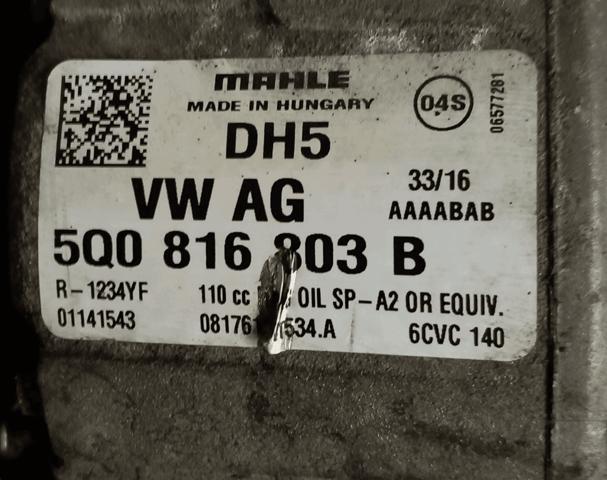 MAHLE
MADE IN HUNGARY
04S
06577281
DH5
VW AG
33/16
AAAABAB
5Q0 816 803 B
R-1234YF 110 cc OIL SP-A2 OR EQUIV.
01141543 6CVC 140